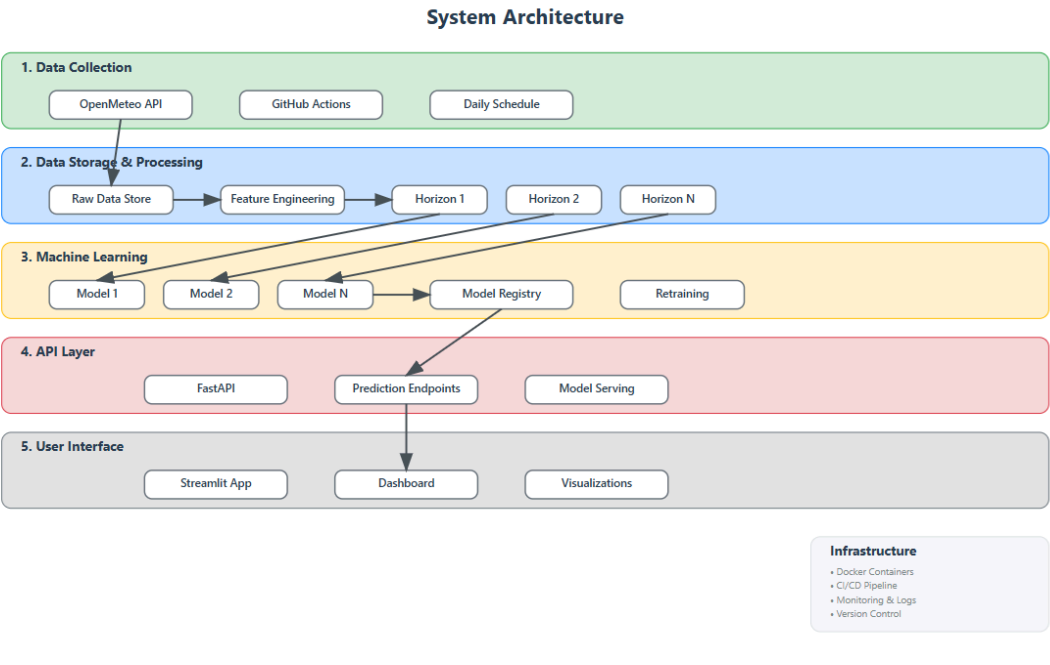 System Architecture
1. Data Collection
OpenMeteo API
GitHub Actions
Daily Schedule
2. Data Storage & Processing
Raw Data Store
Feature Engineering
Horizon 1
Horizon 2
Horizon N
3. Machine Learning
Model 1
Model 2
Model N
Model Registry
Retraining
4. API Layer
FastAPI
Prediction Endpoints
Model Serving
5. User Interface
Streamlit App
Dashboard
Visualizations
Infrastructure
• Docker Containers
• CI/CD Pipeline
• Monitoring & Logs
• Version Control